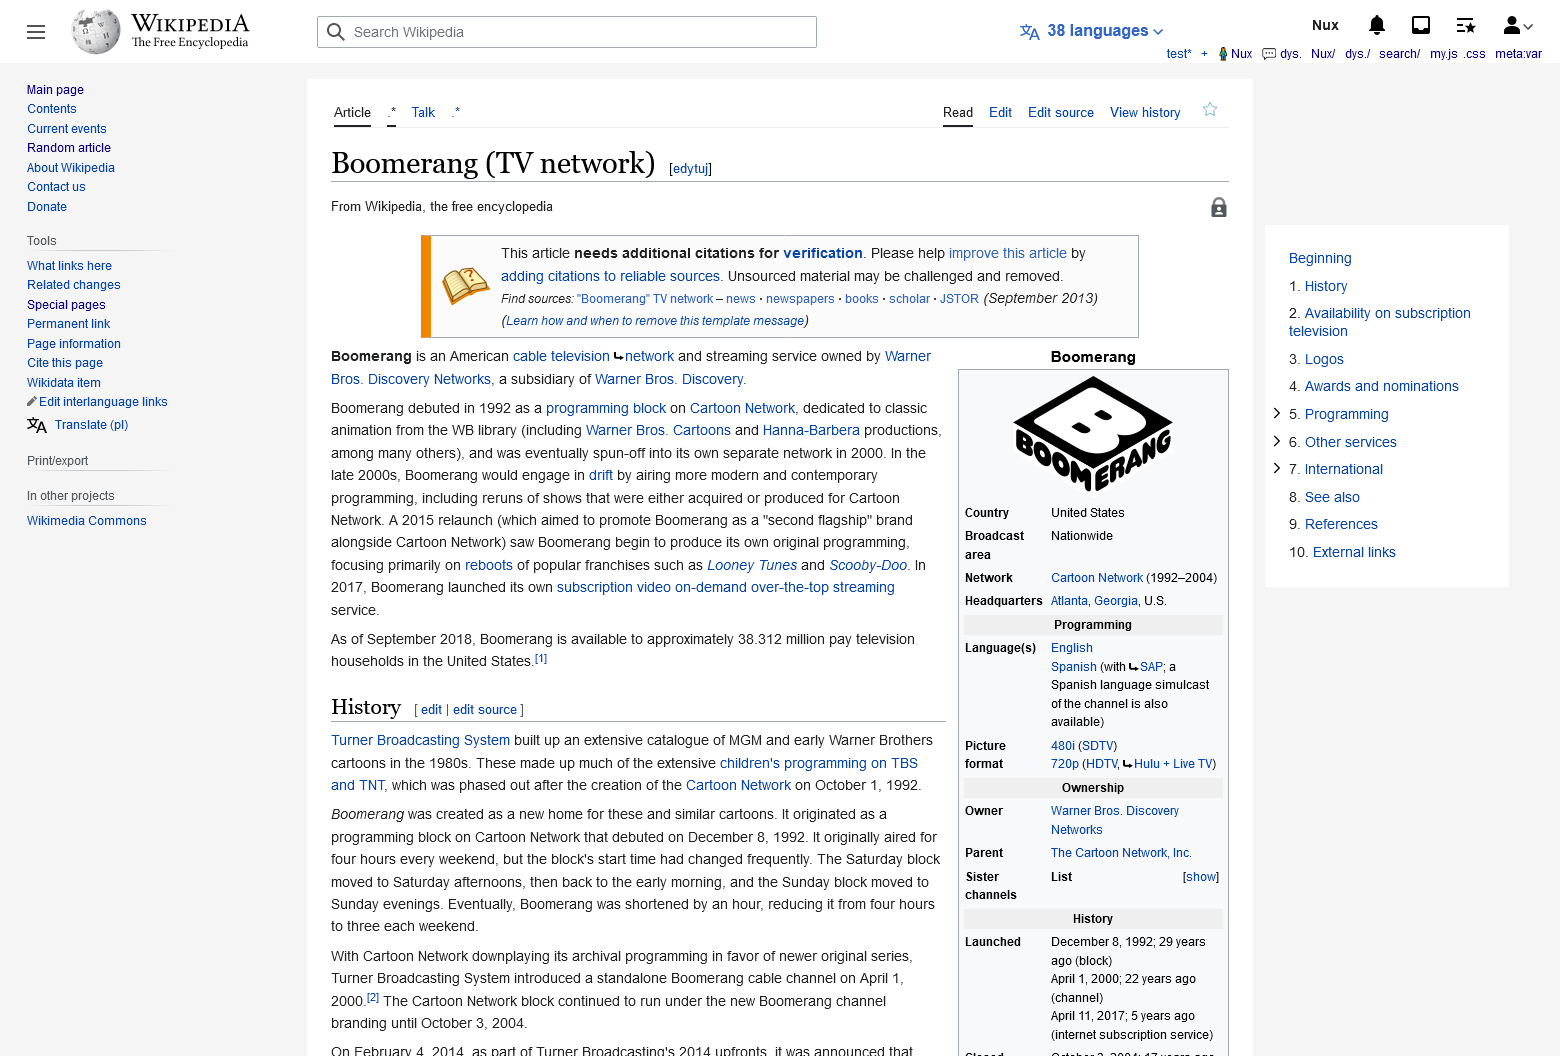 WIKIPEDIA
The Free Encyclopedia
Search Wikipedia
38 languages
Nux
test* + Nux dys. Nux/ dys./ search/ my.js .css meta:var
Main page
Contents
Current events
Random article
About Wikipedia
Contact us
Donate
Tools
What links here
Related changes
Special pages
Permanent link
Page information
Cite this page
Wikidata item
Edit interlanguage links
Translate (pl)
Print/export
In other projects
Wikimedia Commons
Article .* Talk .* Read Edit Edit source View history
Boomerang (TV network) [edytuj]
From Wikipedia, the free encyclopedia
This article needs additional citations for verification. Please help improve this article by
adding citations to reliable sources. Unsourced material may be challenged and removed.
Find sources: "Boomerang" TV network – news · newspapers · books · scholar · JSTOR (September 2013)
(Learn how and when to remove this template message)
Boomerang is an American cable television network and streaming service owned by Warner
Bros. Discovery Networks, a subsidiary of Warner Bros. Discovery.
Boomerang debuted in 1992 as a programming block on Cartoon Network, dedicated to classic
animation from the WB library (including Warner Bros. Cartoons and Hanna-Barbera productions,
among many others), and was eventually spun-off into its own separate network in 2000. In the
late 2000s, Boomerang would engage in drift by airing more modern and contemporary
programming, including reruns of shows that were either acquired or produced for Cartoon
Network. A 2015 relaunch (which aimed to promote Boomerang as a "second flagship" brand
alongside Cartoon Network) saw Boomerang begin to produce its own original programming,
focusing primarily on reboots of popular franchises such as Looney Tunes and Scooby-Doo. In
2017, Boomerang launched its own subscription video on-demand over-the-top streaming
service.
As of September 2018, Boomerang is available to approximately 38.312 million pay television
households in the United States.[1]
History [ edit | edit source ]
Turner Broadcasting System built up an extensive catalogue of MGM and early Warner Brothers
cartoons in the 1980s. These made up much of the extensive children's programming on TBS
and TNT, which was phased out after the creation of the Cartoon Network on October 1, 1992.
Boomerang was created as a new home for these and similar cartoons. It originated as a
programming block on Cartoon Network that debuted on December 8, 1992. It originally aired for
four hours every weekend, but the block's start time had changed frequently. The Saturday block
moved to Saturday afternoons, then back to the early morning, and the Sunday block moved to
Sunday evenings. Eventually, Boomerang was shortened by an hour, reducing it from four hours
to three each weekend.
With Cartoon Network downplaying its archival programming in favor of newer original series,
Turner Broadcasting System introduced a standalone Boomerang cable channel on April 1,
2000.[2] The Cartoon Network block continued to run under the new Boomerang channel
branding until October 3, 2004.
On February 4, 2014, as part of Turner Broadcasting's 2014 upfronts, it was announced that
Boomerang
B
BOOMERANG
Country United States
Broadcast area Nationwide
Network Cartoon Network (1992–2004)
Headquarters Atlanta, Georgia, U.S.
Programming
Language(s) English
Spanish (with SAP; a
Spanish language simulcast
of the channel is also
available)
Picture format 480i (SDTV)
720p (HDTV, Hulu + Live TV)
Ownership
Owner Warner Bros. Discovery
Networks
Parent The Cartoon Network, Inc.
Sister channels List [show]
History
Launched December 8, 1992; 29 years
ago (block)
April 1, 2000; 22 years ago
(channel)
April 11, 2017; 5 years ago
(internet subscription service)
Closed October 3, 2004; 17 years ago
Beginning
1. History
2. Availability on subscription
television
3. Logos
4. Awards and nominations
5. Programming
6. Other services
7. International
8. See also
9. References
10. External links